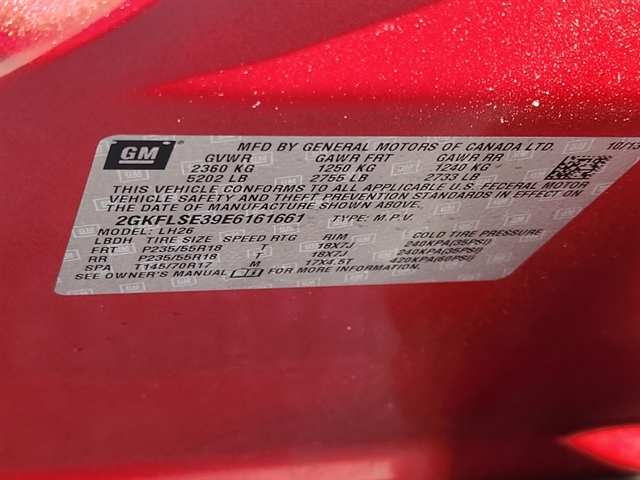 GM MFD BY GENERAL MOTORS OF CANADA LTD. 10/13
GVWR GAWR FRT GAWR RR
2360 KG 1250 KG 1240 KG
5202 LB 2755 LB 2733 LB
THIS VEHICLE CONFORMS TO ALL APPLICABLE U.S. FEDERAL
VEHICLE SAFETY AND THEFT PREVENTION STANDARDS IN EFFECT ON
THE DATE OF MANUFACTURE SHOWN ABOVE.
2GKFLSE39E6161661 TYPE: M.P.V.
MODEL: LH26
LBDH TIRE SIZE SPEED RTG RIM COLD TIRE PRESSURE
FRT P235/55R18 T 18X7J 240KPA(35PSI)
RR P235/55R18 T 18X7J 240KPA(35PSI)
SPA T145/70R17 M 17X4.5T 420KPA(60PSI)
SEE OWNER'S MANUAL FOR MORE INFORMATION.